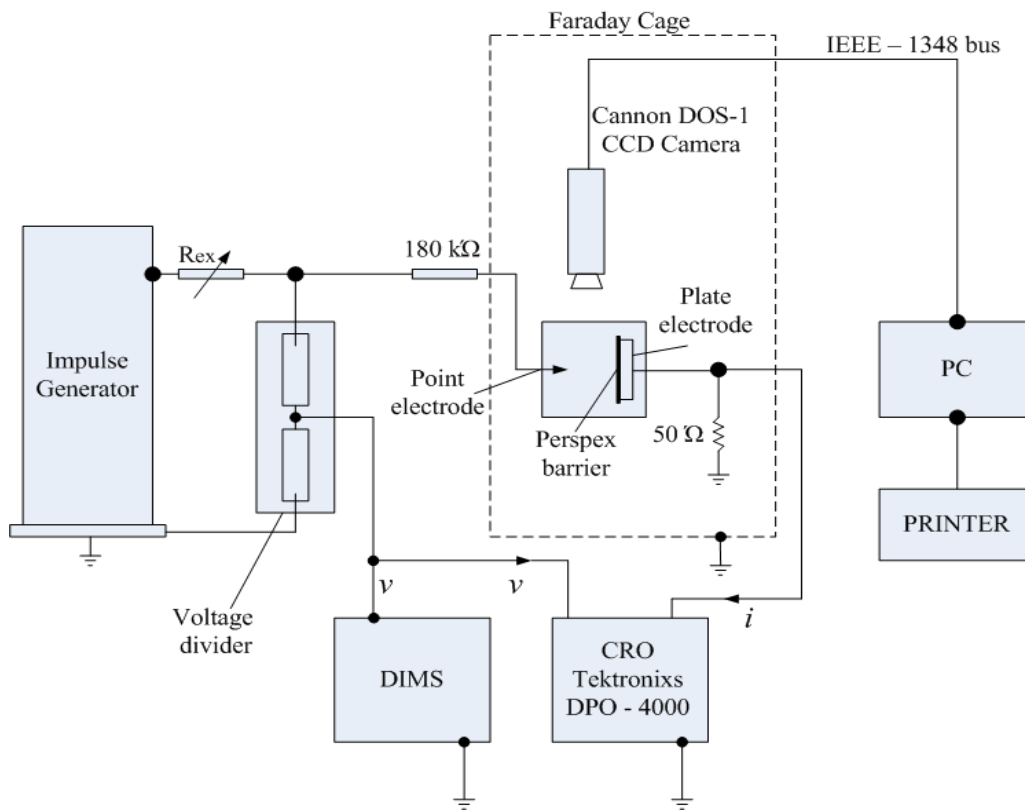 Faraday Cage
IEEE – 1348 bus
Cannon DOS-1
CCD Camera
Rex
180 kΩ
Plate
electrode
Impulse
Generator
Point
electrode
PC
50 Ω
Perspex
barrier
PRINTER
v
v
i
Voltage
divider
DIMS
CRO
Tektronixs
DPO - 4000